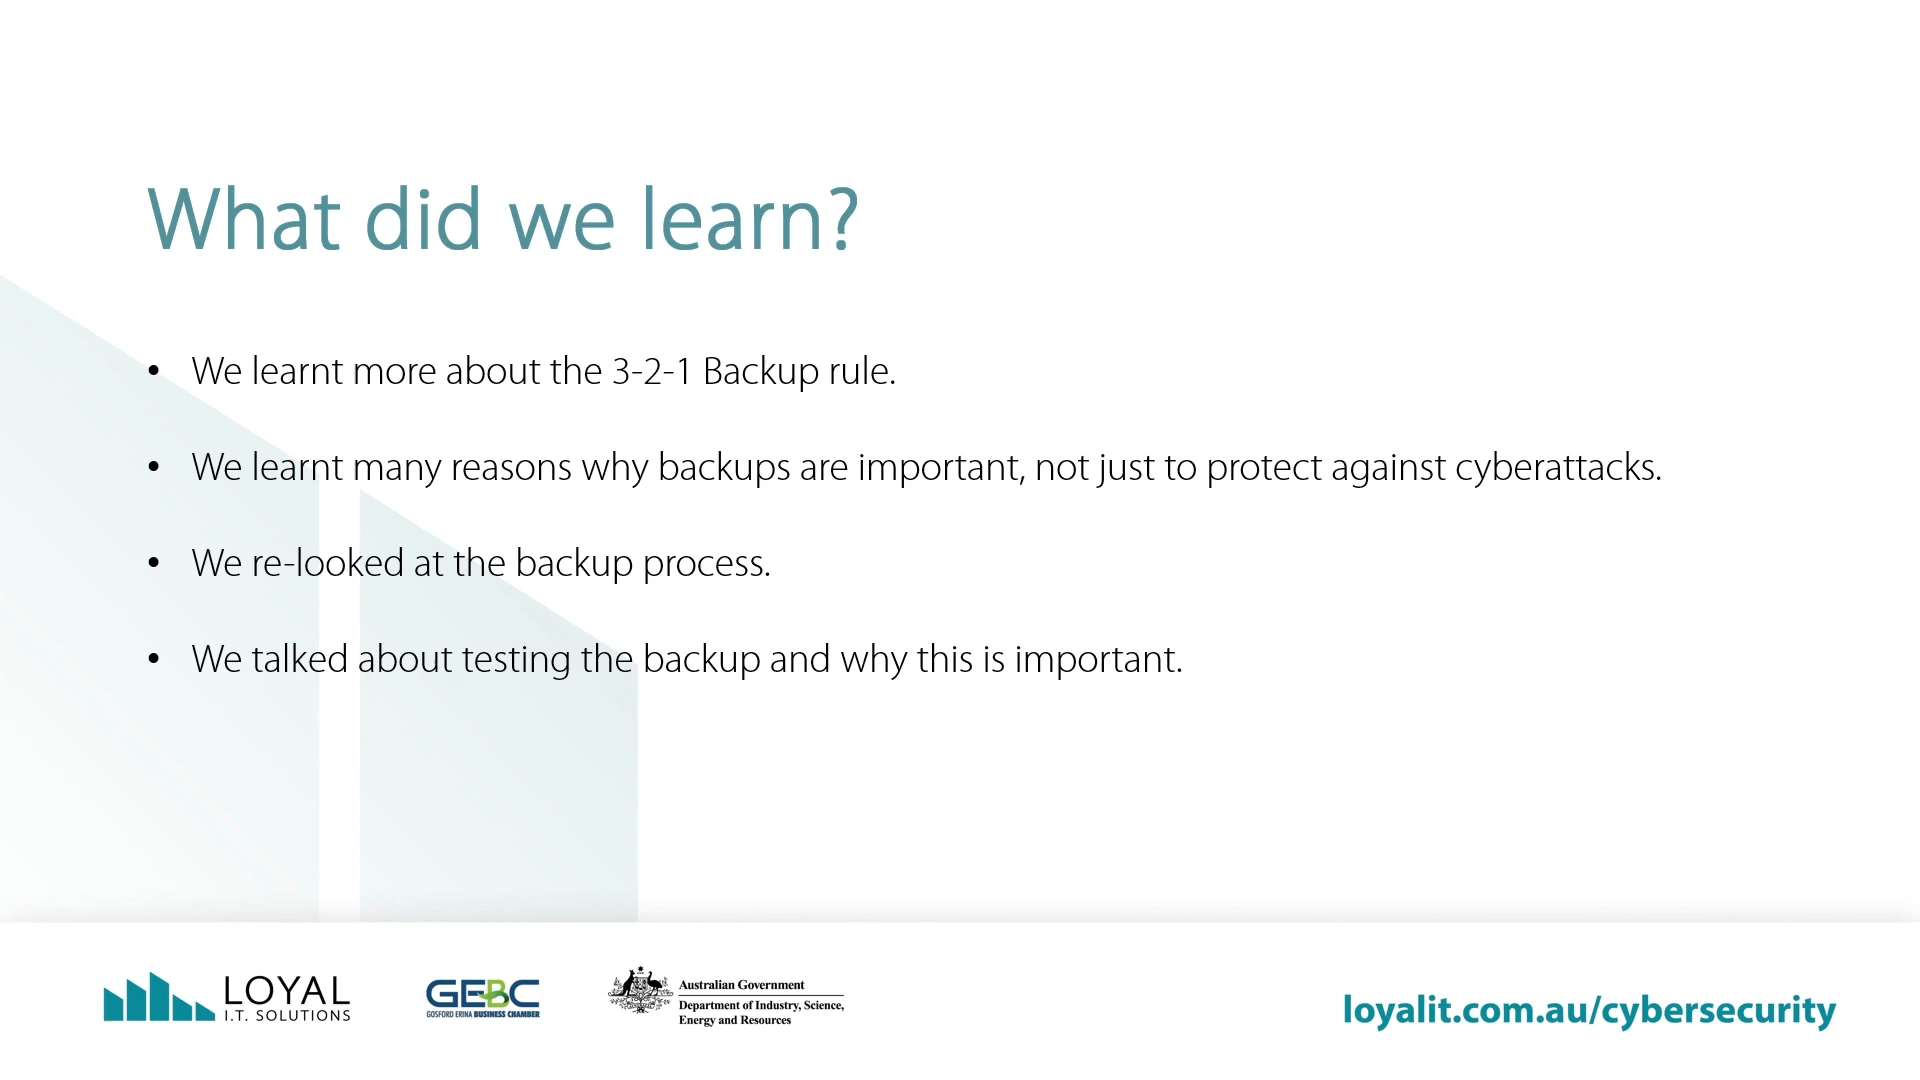 What did we learn?
• We learnt more about the 3-2-1 Backup rule.
• We learnt many reasons why backups are important, not just to protect against cyberattacks.
• We re-looked at the backup process.
• We talked about testing the backup and why this is important.
LOYAL
I.T. SOLUTIONS
GEBC
GOSFORD ERINA BUSINESS CHAMBER
Australian Government
Department of Industry, Science,
Energy and Resources
loyalit.com.au/cybersecurity